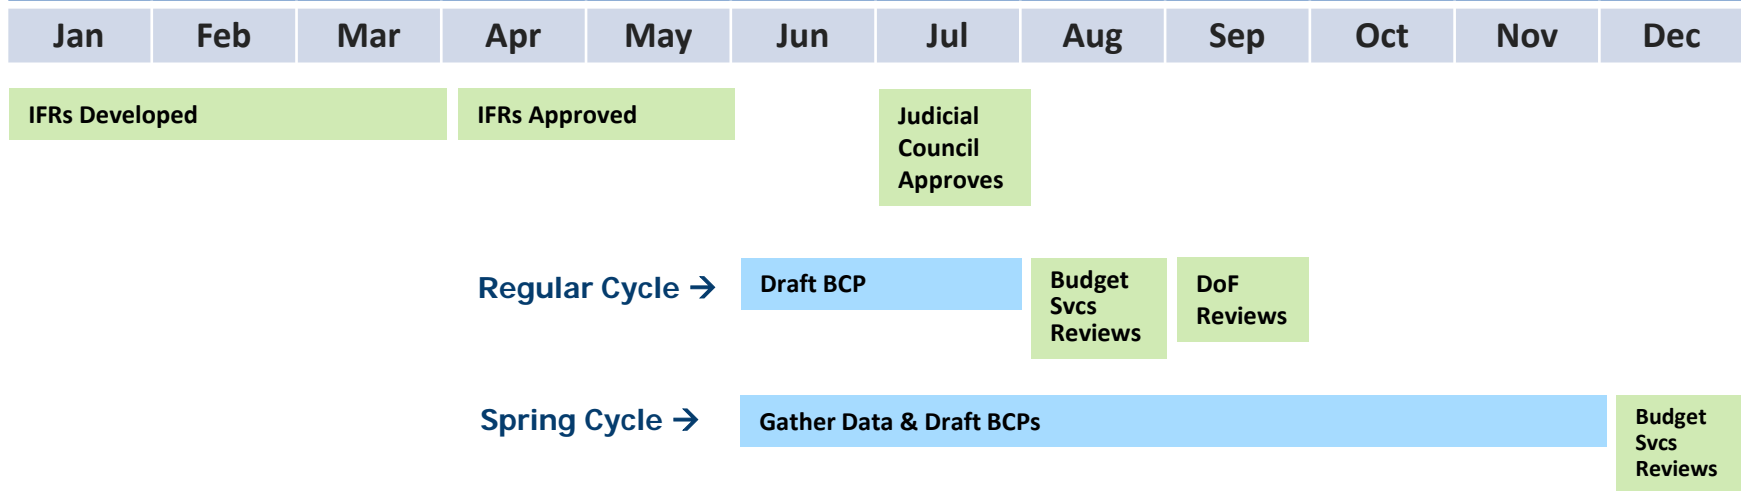 Jan Feb Mar Apr May Jun Jul Aug Sep Oct Nov Dec
IFRs Developed
IFRs Approved
Judicial
Council
Approves
Regular Cycle →
Draft BCP
Budget
Svcs
Reviews
DoF
Reviews
Spring Cycle →
Gather Data & Draft BCPs
Budget
Svcs
Reviews